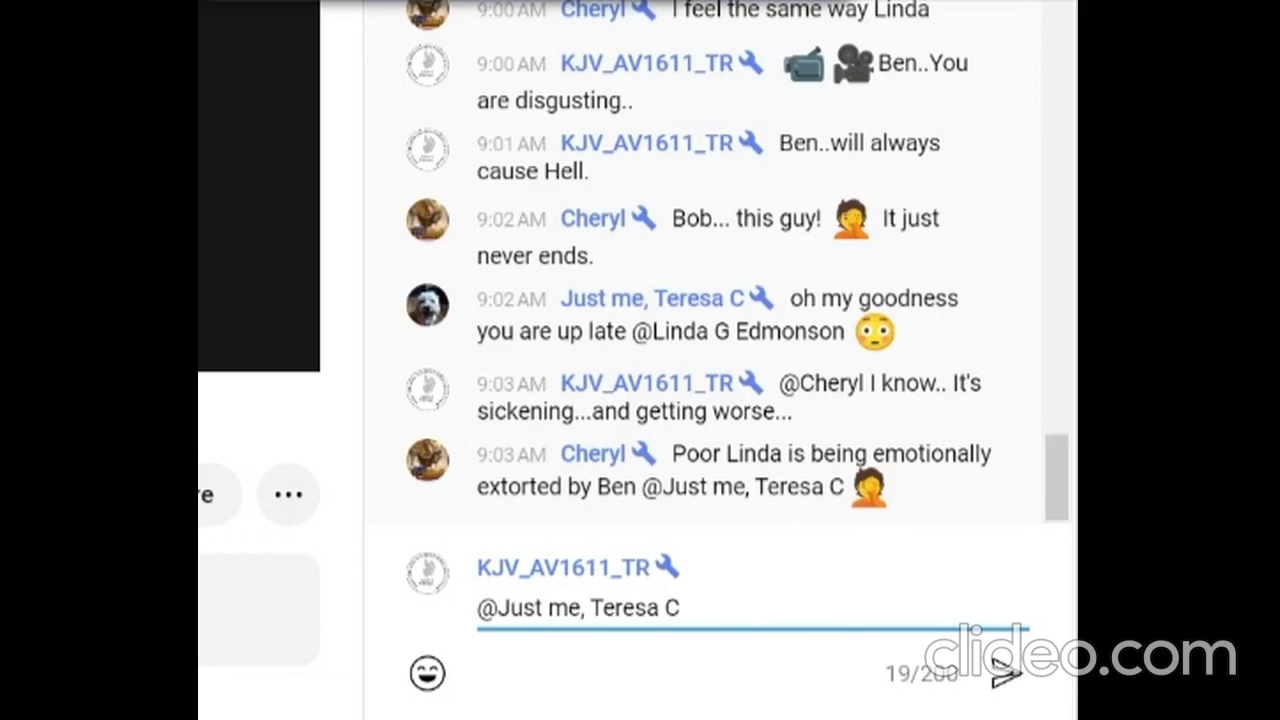 9:00 AM Cheryl I feel the same way Linda
9:00 AM KJV_AV1611_TR Ben..You
are disgusting..
9:01 AM KJV_AV1611_TR Ben..will always
cause Hell.
9:02 AM Cheryl Bob... this guy! It just
never ends.
9:02 AM Just me, Teresa C oh my goodness
you are up late @Linda G Edmonson
9:03 AM KJV_AV1611_TR @Cheryl I know.. It's
sickening...and getting worse...
9:03 AM Cheryl Poor Linda is being emotionally
extorted by Ben @Just me, Teresa C
re
KJV_AV1611_TR
@Just me, Teresa C
19/200
clideo.com